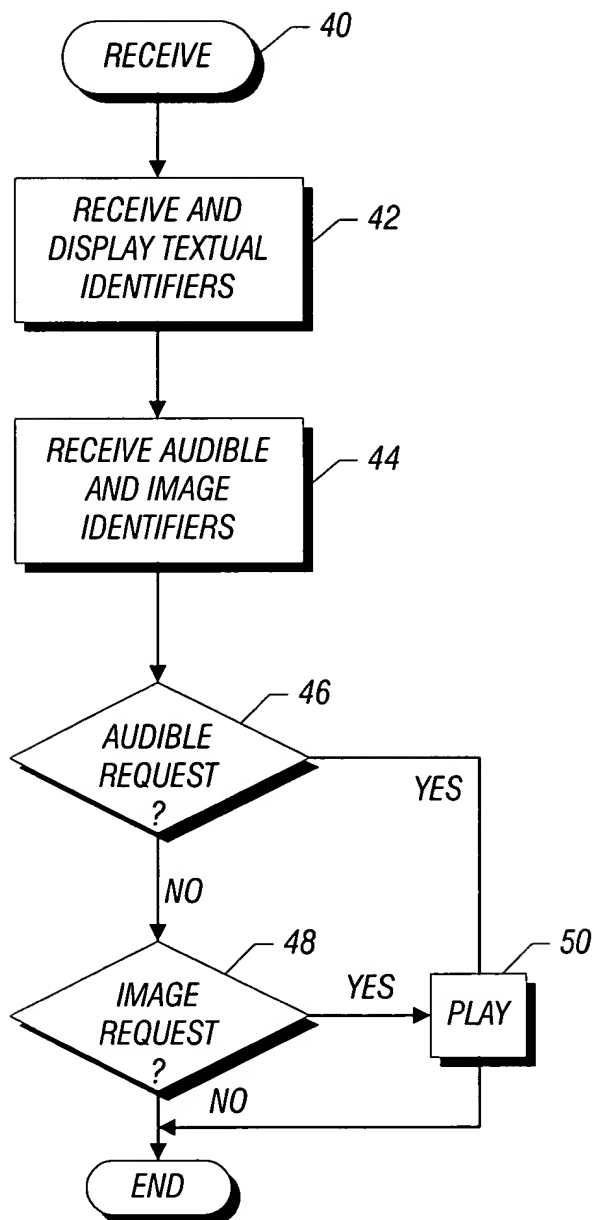 RECEIVE
40
RECEIVE AND
DISPLAY TEXTUAL
IDENTIFIERS
42
RECEIVE AUDIBLE
AND IMAGE
IDENTIFIERS
44
46
AUDIBLE
REQUEST
?
YES
NO
48
IMAGE
REQUEST
?
YES
50
PLAY
NO
END